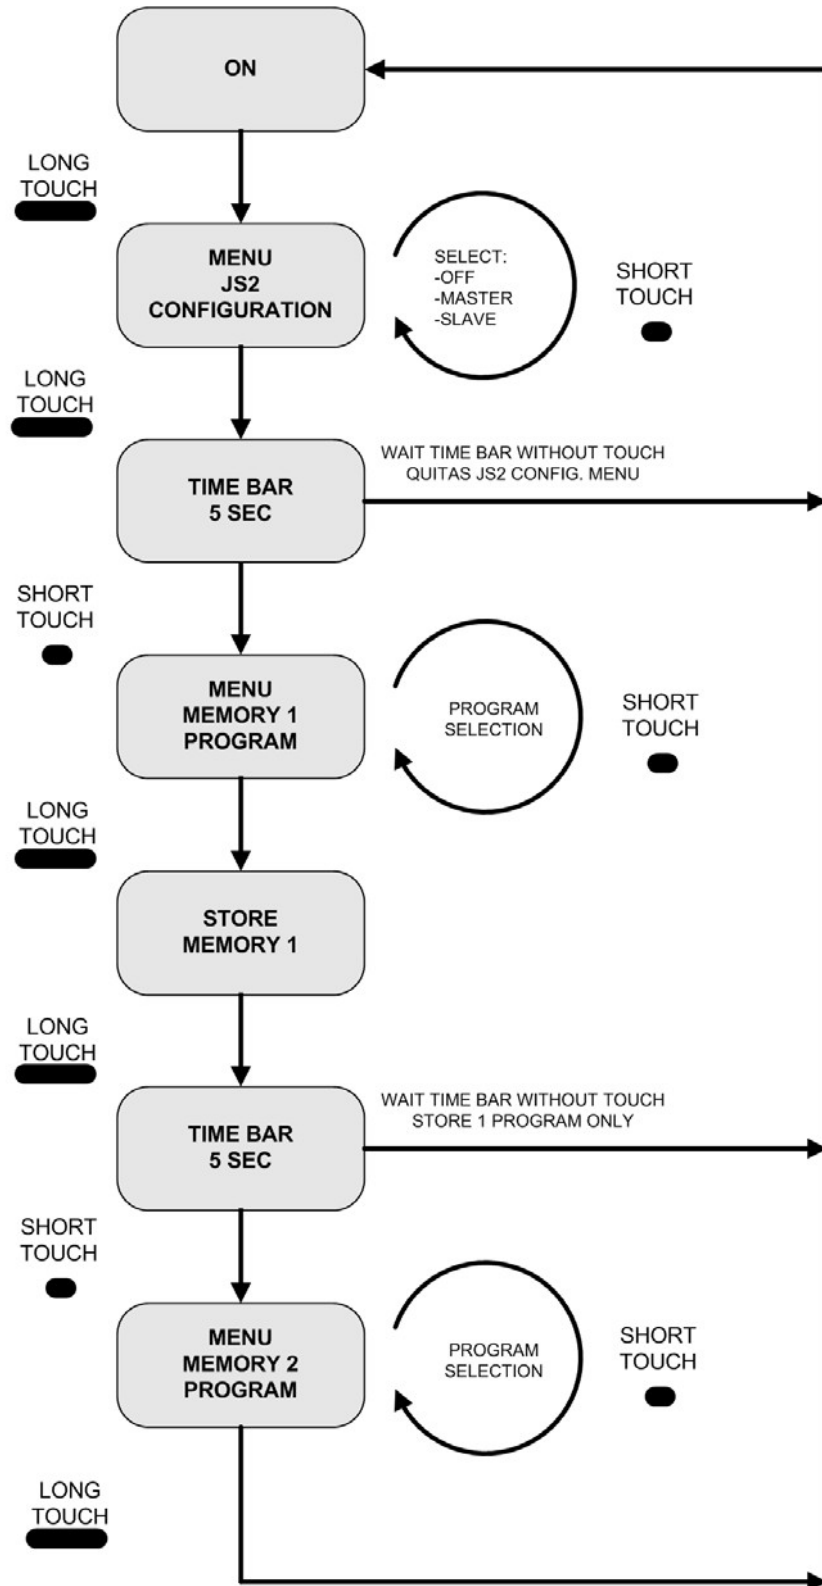 ON
LONG
TOUCH
MENU
JS2
CONFIGURATION
SELECT:
-OFF
-MASTER
-SLAVE
SHORT
TOUCH
LONG
TOUCH
TIME BAR
5 SEC
WAIT TIME BAR WITHOUT TOUCH
QUITAS JS2 CONFIG. MENU
SHORT
TOUCH
MENU
MEMORY 1
PROGRAM
PROGRAM
SELECTION
SHORT
TOUCH
LONG
TOUCH
STORE
MEMORY 1
LONG
TOUCH
TIME BAR
5 SEC
WAIT TIME BAR WITHOUT TOUCH
STORE 1 PROGRAM ONLY
SHORT
TOUCH
MENU
MEMORY 2
PROGRAM
PROGRAM
SELECTION
SHORT
TOUCH
LONG
TOUCH